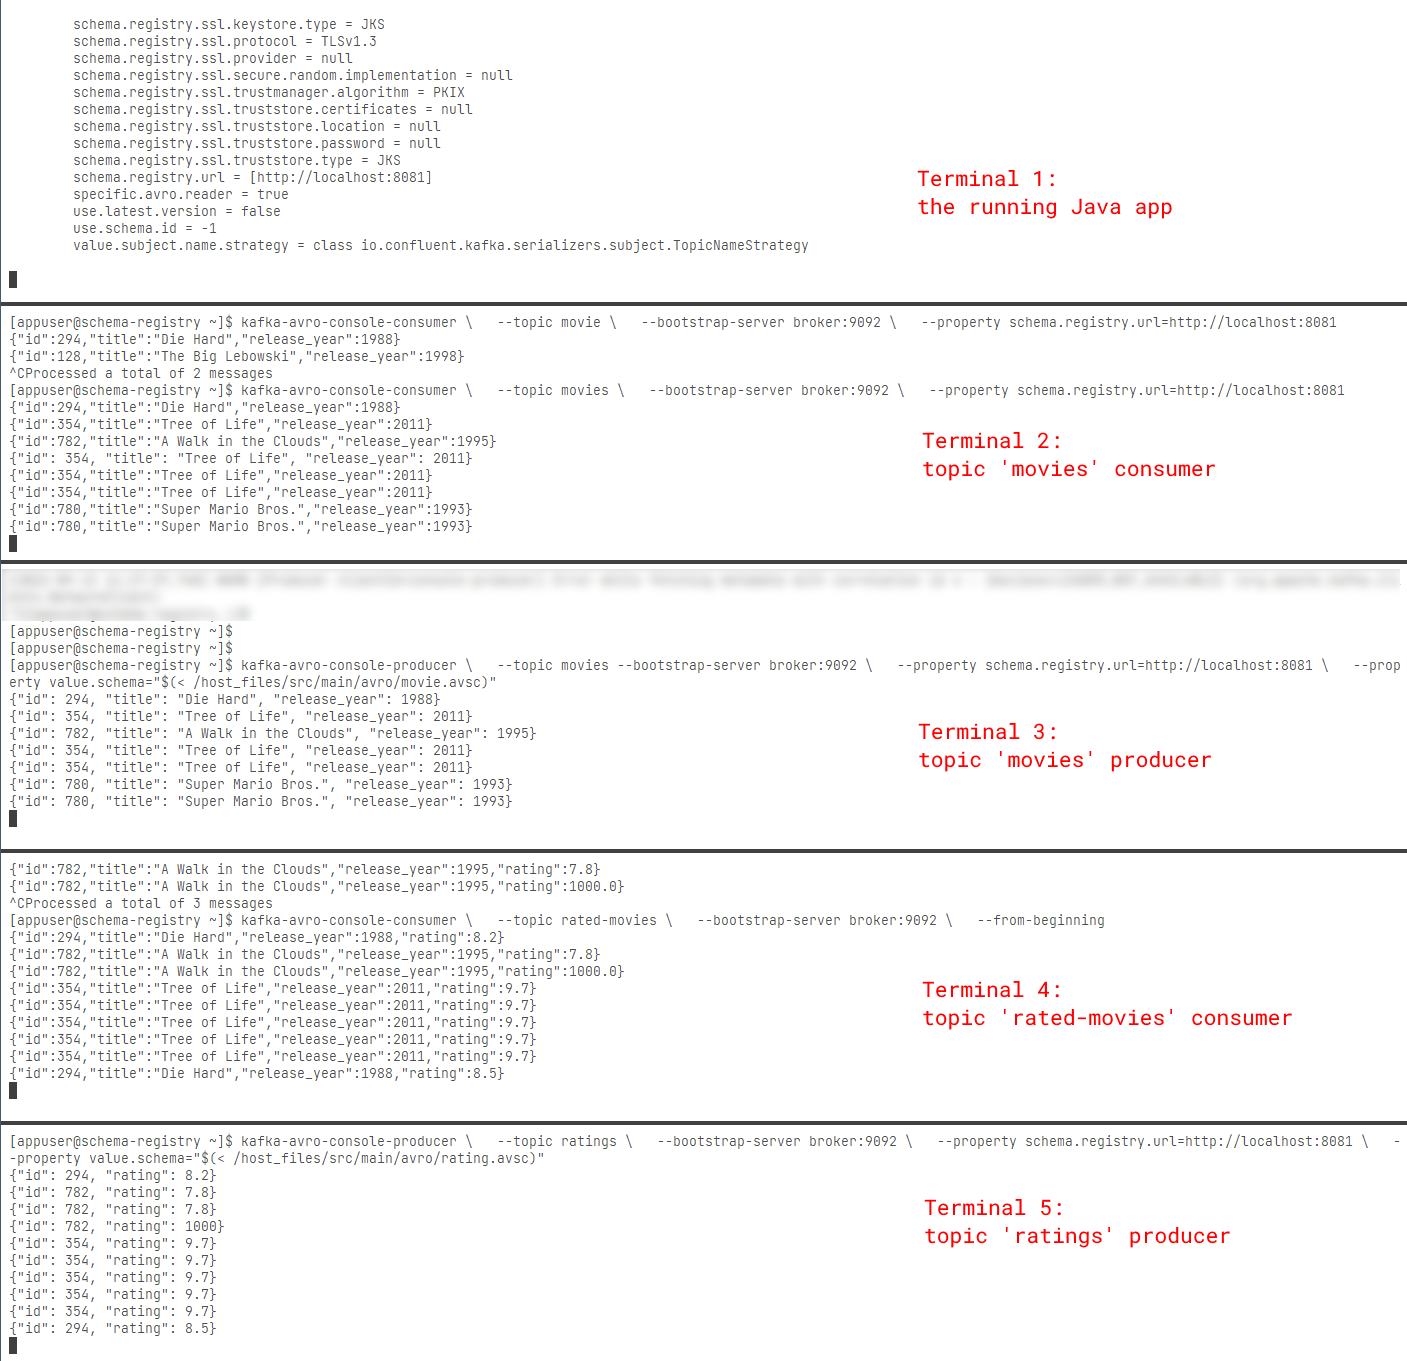 schema.registry.ssl.keystore.type = JKS
schema.registry.ssl.protocol = TLSv1.3
schema.registry.ssl.provider = null
schema.registry.ssl.secure.random.implementation = null
schema.registry.ssl.trustmanager.algorithm = PKIX
schema.registry.ssl.truststore.certificates = null
schema.registry.ssl.truststore.location = null
schema.registry.ssl.truststore.password = null
schema.registry.ssl.truststore.type = JKS
schema.registry.url = [http://localhost:8081]
specific.avro.reader = true
use.latest.version = false
use.schema.id = -1
value.subject.name.strategy = class io.confluent.kafka.serializers.subject.TopicNameStrategy
Terminal 1:
the running Java app
[appuser@schema-registry ~]$ kafka-avro-console-consumer \   --topic movie \   --bootstrap-server broker:9092 \   --property schema.registry.url=http://localhost:8081
{"id":294,"title":"Die Hard","release_year":1988}
{"id":128,"title":"The Big Lebowski","release_year":1998}
^CProcessed a total of 2 messages
[appuser@schema-registry ~]$ kafka-avro-console-consumer \   --topic movies \   --bootstrap-server broker:9092 \   --property schema.registry.url=http://localhost:8081
{"id":294,"title":"Die Hard","release_year":1988}
{"id":354,"title":"Tree of Life","release_year":2011}
{"id":782,"title":"A Walk in the Clouds","release_year":1995}
{"id": 354, "title": "Tree of Life", "release_year": 2011}
{"id":354,"title":"Tree of Life","release_year":2011}
{"id":354,"title":"Tree of Life","release_year":2011}
{"id":780,"title":"Super Mario Bros.","release_year":1993}
{"id":780,"title":"Super Mario Bros.","release_year":1993}
Terminal 2:
topic 'movies' consumer
[appuser@schema-registry ~]$
[appuser@schema-registry ~]$
[appuser@schema-registry ~]$ kafka-avro-console-producer \   --topic movies --bootstrap-server broker:9092 \   --property schema.registry.url=http://localhost:8081 \   --prop
erty value.schema="$(< /host_files/src/main/avro/movie.avsc)"
{"id": 294, "title": "Die Hard", "release_year": 1988}
{"id": 354, "title": "Tree of Life", "release_year": 2011}
{"id": 782, "title": "A Walk in the Clouds", "release_year": 1995}
{"id": 354, "title": "Tree of Life", "release_year": 2011}
{"id": 354, "title": "Tree of Life", "release_year": 2011}
{"id": 780, "title": "Super Mario Bros.", "release_year": 1993}
{"id": 780, "title": "Super Mario Bros.", "release_year": 1993}
Terminal 3:
topic 'movies' producer
{"id":782,"title":"A Walk in the Clouds","release_year":1995,"rating":7.8}
{"id":782,"title":"A Walk in the Clouds","release_year":1995,"rating":1000.0}
^CProcessed a total of 3 messages
[appuser@schema-registry ~]$ kafka-avro-console-consumer \   --topic rated-movies \   --bootstrap-server broker:9092 \   --from-beginning
{"id":294,"title":"Die Hard","release_year":1988,"rating":8.2}
{"id":782,"title":"A Walk in the Clouds","release_year":1995,"rating":7.8}
{"id":782,"title":"A Walk in the Clouds","release_year":1995,"rating":1000.0}
{"id":354,"title":"Tree of Life","release_year":2011,"rating":9.7}
{"id":354,"title":"Tree of Life","release_year":2011,"rating":9.7}
{"id":354,"title":"Tree of Life","release_year":2011,"rating":9.7}
{"id":354,"title":"Tree of Life","release_year":2011,"rating":9.7}
{"id":354,"title":"Tree of Life","release_year":2011,"rating":9.7}
{"id":294,"title":"Die Hard","release_year":1988,"rating":8.5}
Terminal 4:
topic 'rated-movies' consumer
[appuser@schema-registry ~]$ kafka-avro-console-producer \   --topic ratings \   --bootstrap-server broker:9092 \   --property schema.registry.url=http://localhost:8081 \   -
-property value.schema="$(< /host_files/src/main/avro/rating.avsc)"
{"id": 294, "rating": 8.2}
{"id": 782, "rating": 7.8}
{"id": 782, "rating": 7.8}
{"id": 782, "rating": 1000}
{"id": 354, "rating": 9.7}
{"id": 354, "rating": 9.7}
{"id": 354, "rating": 9.7}
{"id": 354, "rating": 9.7}
{"id": 354, "rating": 9.7}
{"id": 294, "rating": 8.5}
Terminal 5:
topic 'ratings' producer